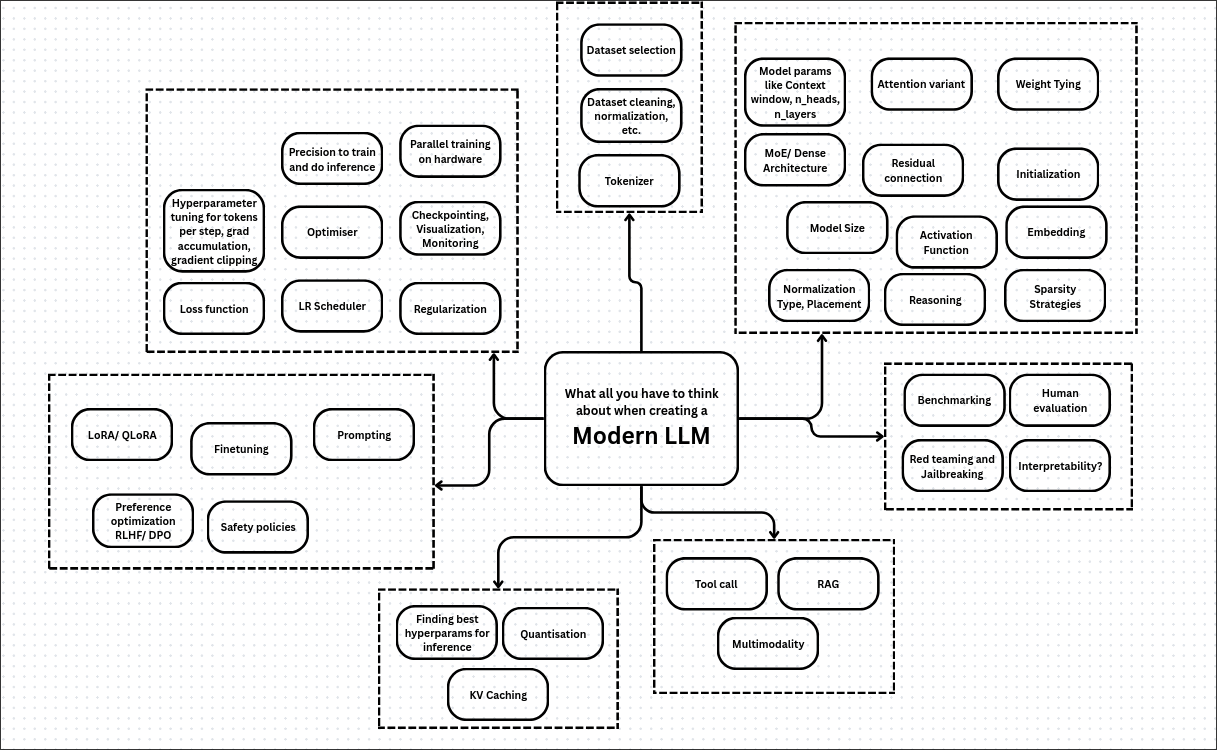 Dataset selection
Dataset cleaning,
normalization,
etc.
Tokenizer
Model params
like Context
window, n_heads,
n_layers
Attention variant
Weight Tying
MoE/ Dense
Architecture
Residual
connection
Initialization
Model Size
Activation
Function
Embedding
Normalization
Type, Placement
Reasoning
Sparsity
Strategies
Precision to train
and do inference
Parallel training
on hardware
Hyperparameter
tuning for tokens
per step, grad
accumulation,
gradient clipping
Optimiser
Checkpointing,
Visualization,
Monitoring
Loss function
LR Scheduler
Regularization
What all you have to think
about when creating a
Modern LLM
Benchmarking
Human
evaluation
Red teaming and
Jailbreaking
Interpretability?
LoRA/ QLoRA
Finetuning
Prompting
Preference
optimization
RLHF/ DPO
Safety policies
Finding best
hyperparams for
inference
Quantisation
KV Caching
Tool call
RAG
Multimodality